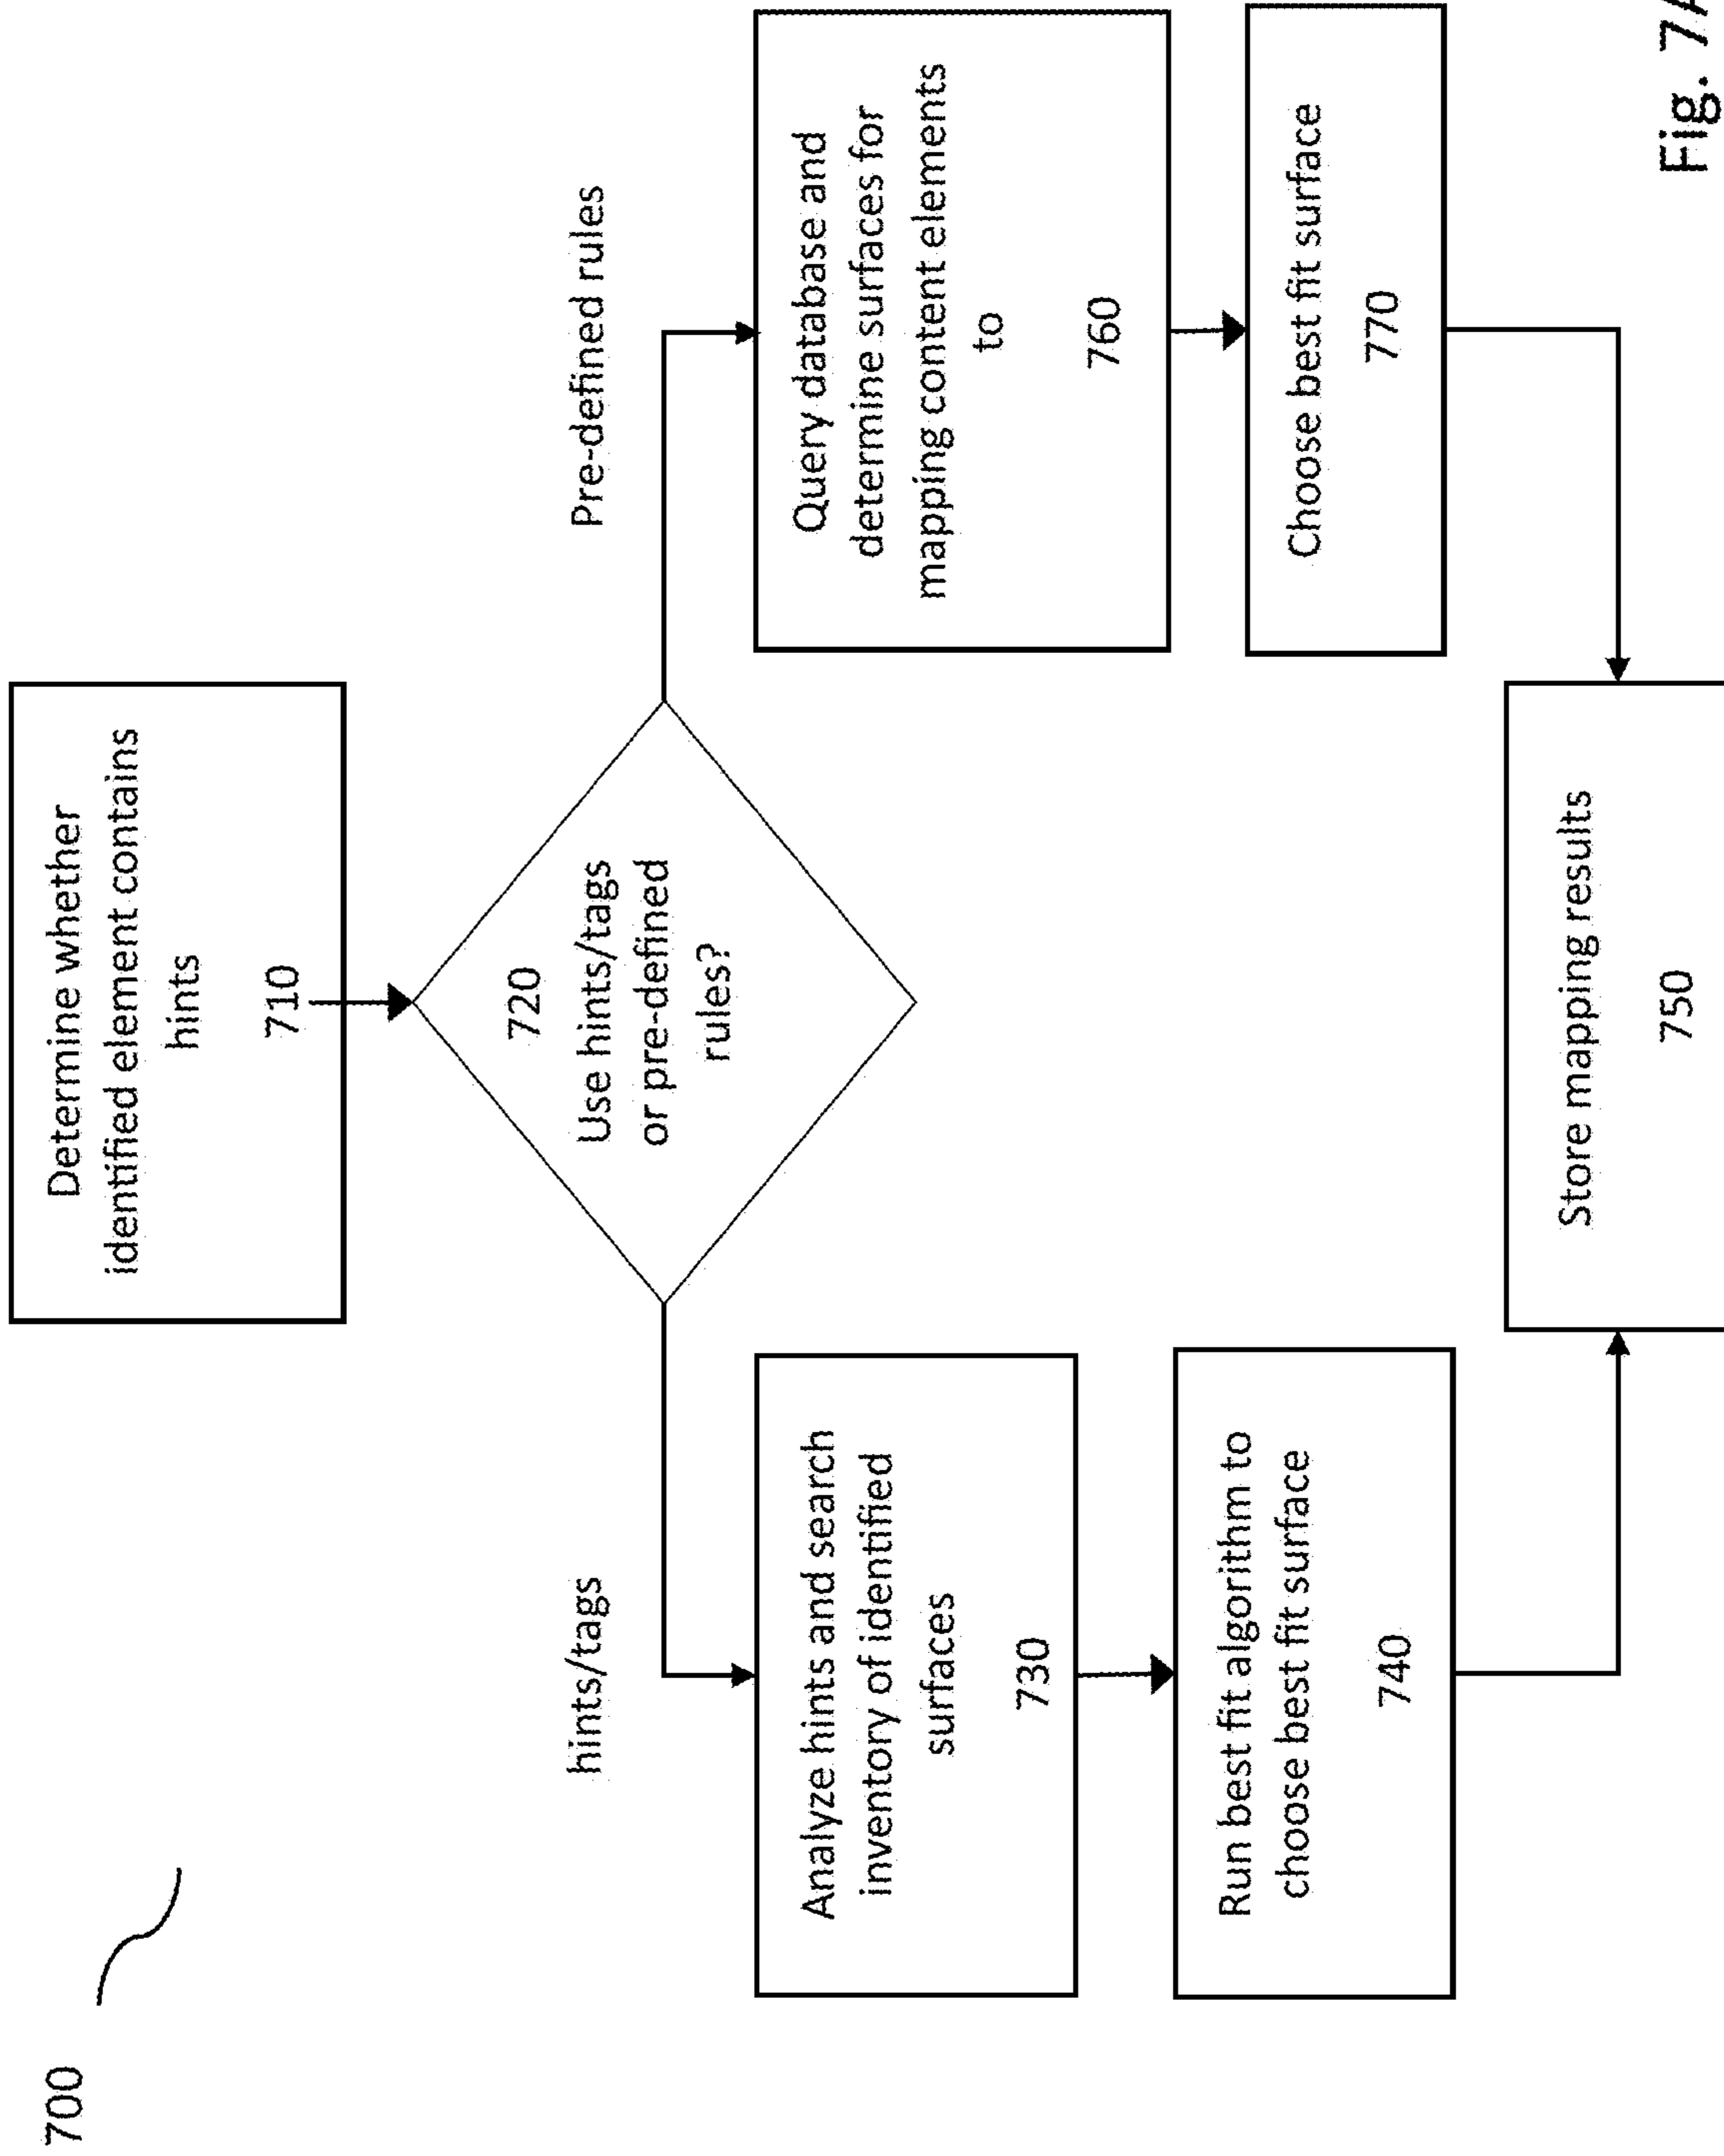 700
Determine whether
identified element contains
hints
710
720
Use hints/tags
or pre-defined
rules?
hints/tags
Pre-defined rules
Analyze hints and search
inventory of identified
surfaces
730
Query database and
determine surfaces for
mapping content elements
to
760
Run best fit algorithm to
choose best fit surface
740
Choose best fit surface
770
Store mapping results
750
Fig. 7A